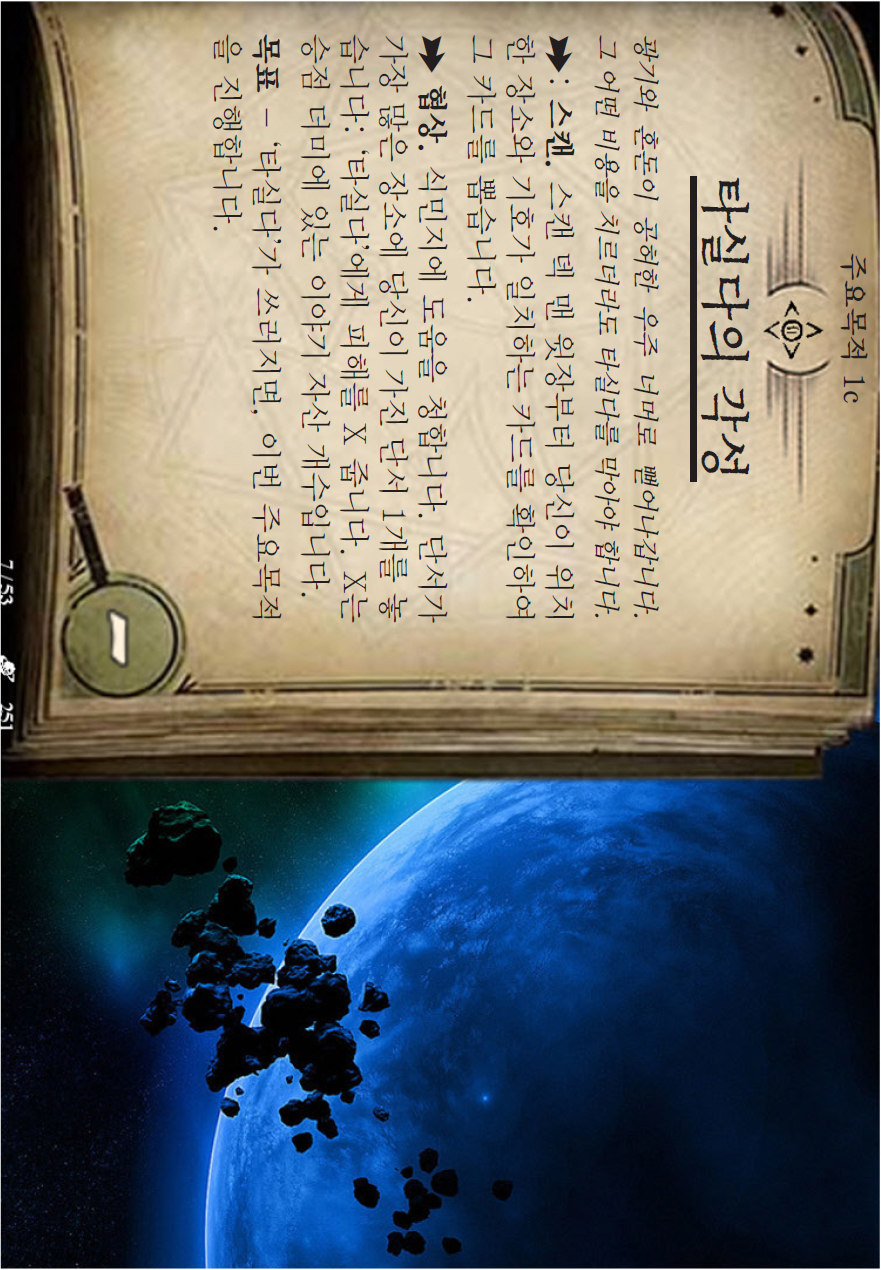 주요목적 1c
타실다의 각성
광기와 혼돈이 공허한 우주 너머로 뻗어나갑니다.
그 어떤 비용을 치르더라도 타실다를 막아야 합니다.
: 스캔. 스캔 덱 맨 윗장부터 당신이 위치
한 장소와 기호가 일치하는 카드를 확인하여
그 카드를 뽑습니다.
협상. 식민지에 도움을 청합니다. 단서가
가장 많은 장소에 당신이 가진 단서 1개를 놓
습니다: '타실다'에게 피해를 X 줍니다. X는
승점 더미에 있는 이야기 자산 개수입니다.
목표 – '타실다'가 쓰러지면, 이번 주요목적
을 진행합니다.
–
7 / 53 251